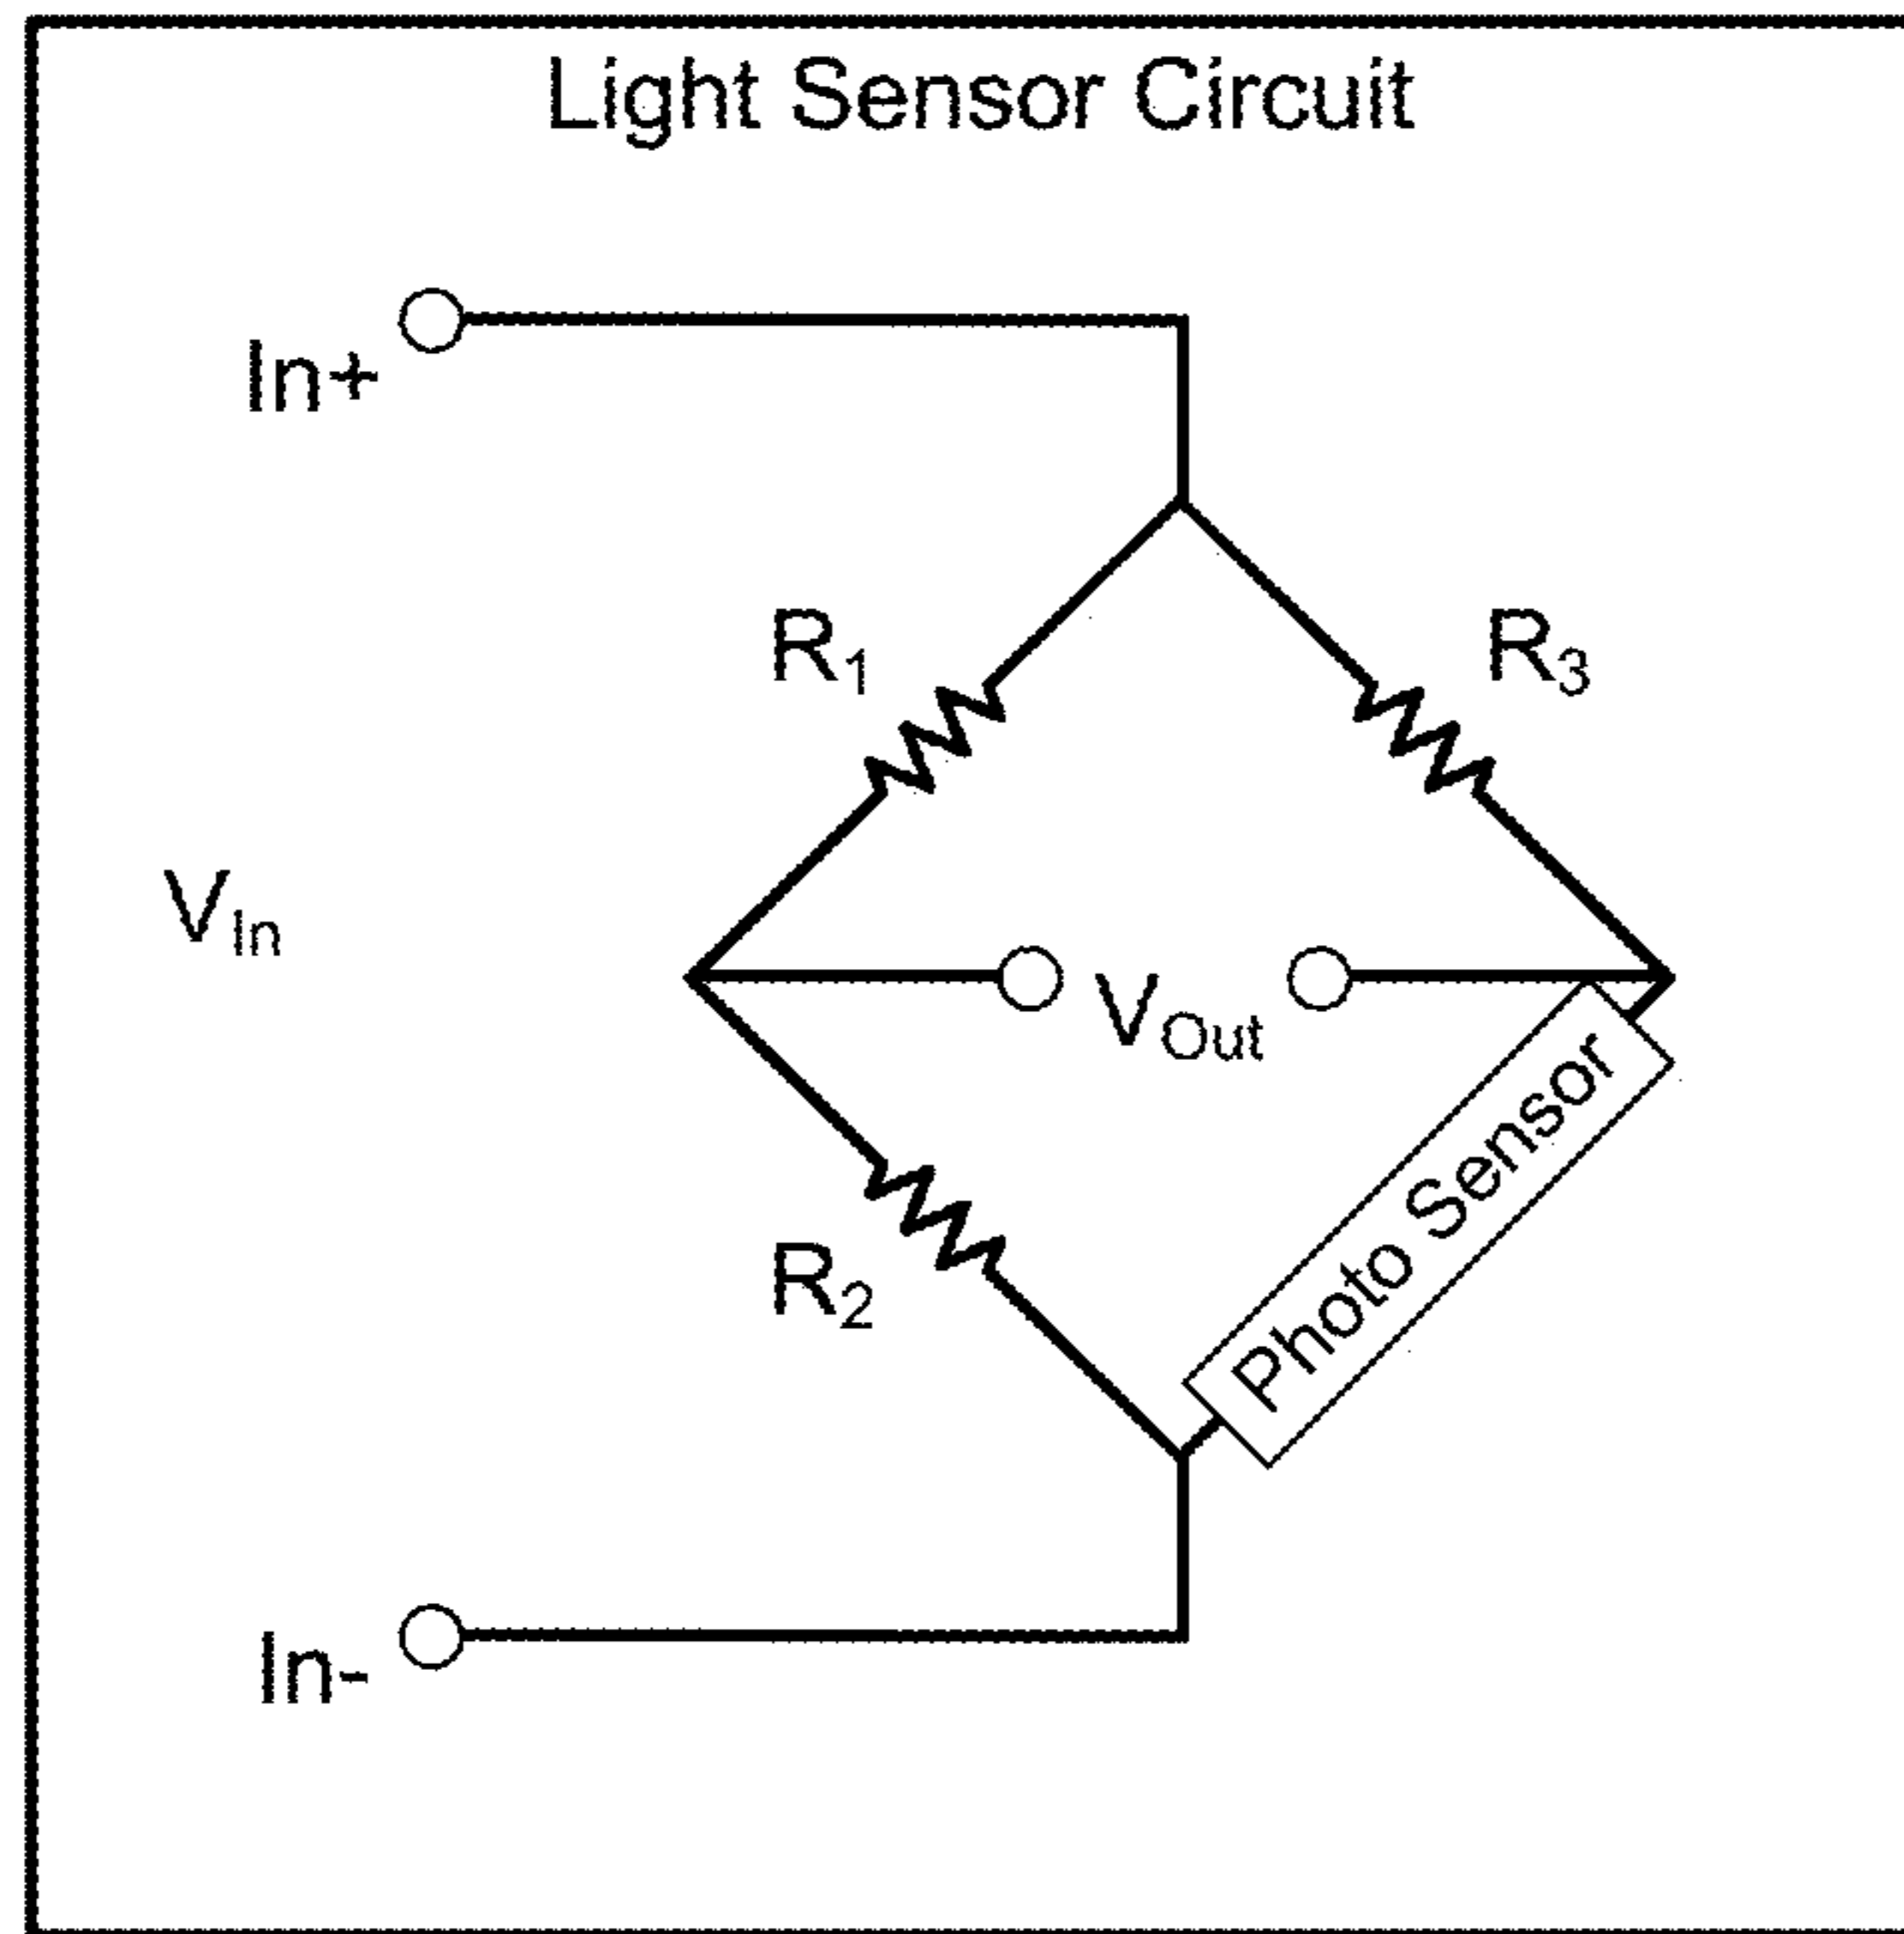 Light Sensor Circuit
In+
R1
R3
VIn
VOut
Photo Sensor
R2
In-